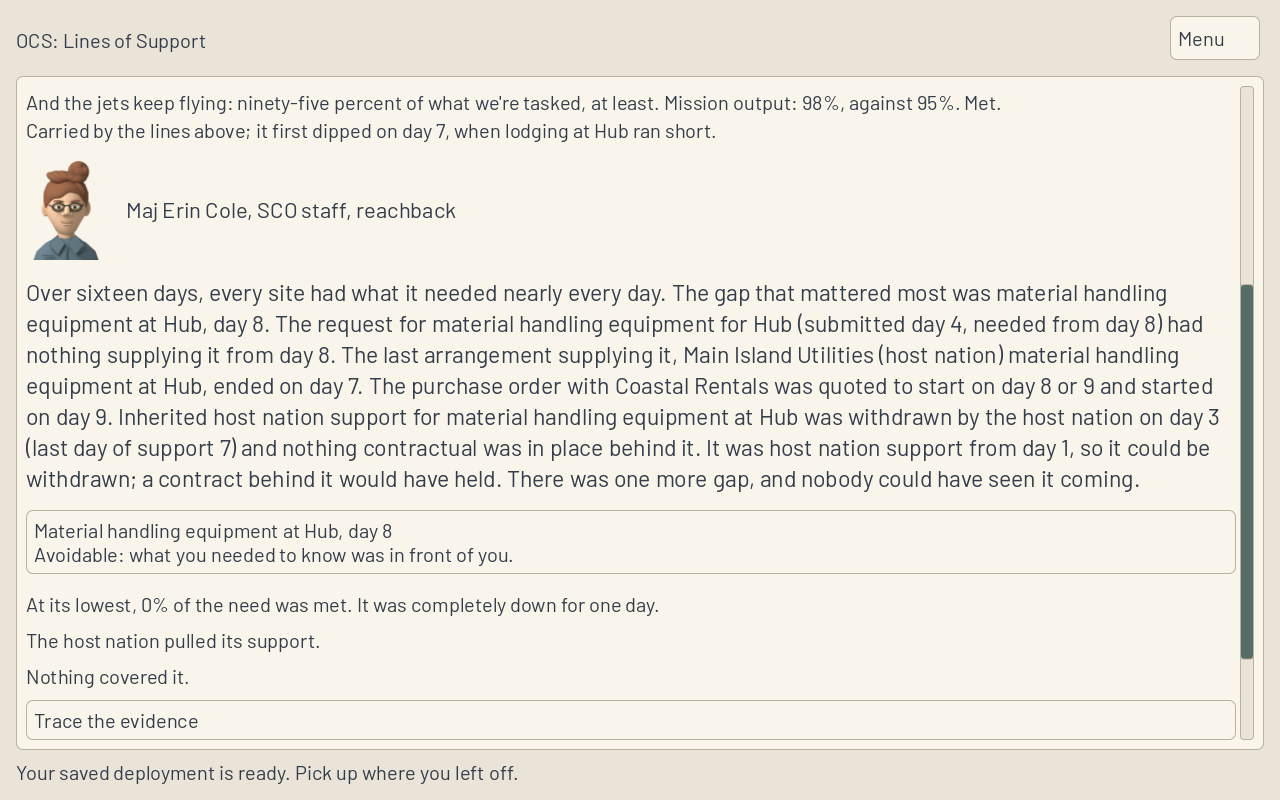 OCS: Lines of Support
Menu
And the jets keep flying: ninety-five percent of what we're tasked, at least. Mission output: 98%, against 95%. Met.
Carried by the lines above; it first dipped on day 7, when lodging at Hub ran short.
Maj Erin Cole, SCO staff, reachback
Over sixteen days, every site had what it needed nearly every day. The gap that mattered most was material handling
equipment at Hub, day 8. The request for material handling equipment for Hub (submitted day 4, needed from day 8) had
nothing supplying it from day 8. The last arrangement supplying it, Main Island Utilities (host nation) material handling
equipment at Hub, ended on day 7. The purchase order with Coastal Rentals was quoted to start on day 8 or 9 and started
on day 9. Inherited host nation support for material handling equipment at Hub was withdrawn by the host nation on day 3
(last day of support 7) and nothing contractual was in place behind it. It was host nation support from day 1, so it could be
withdrawn; a contract behind it would have held. There was one more gap, and nobody could have seen it coming.
Material handling equipment at Hub, day 8
Avoidable: what you needed to know was in front of you.
At its lowest, 0% of the need was met. It was completely down for one day.
The host nation pulled its support.
Nothing covered it.
Trace the evidence
Your saved deployment is ready. Pick up where you left off.